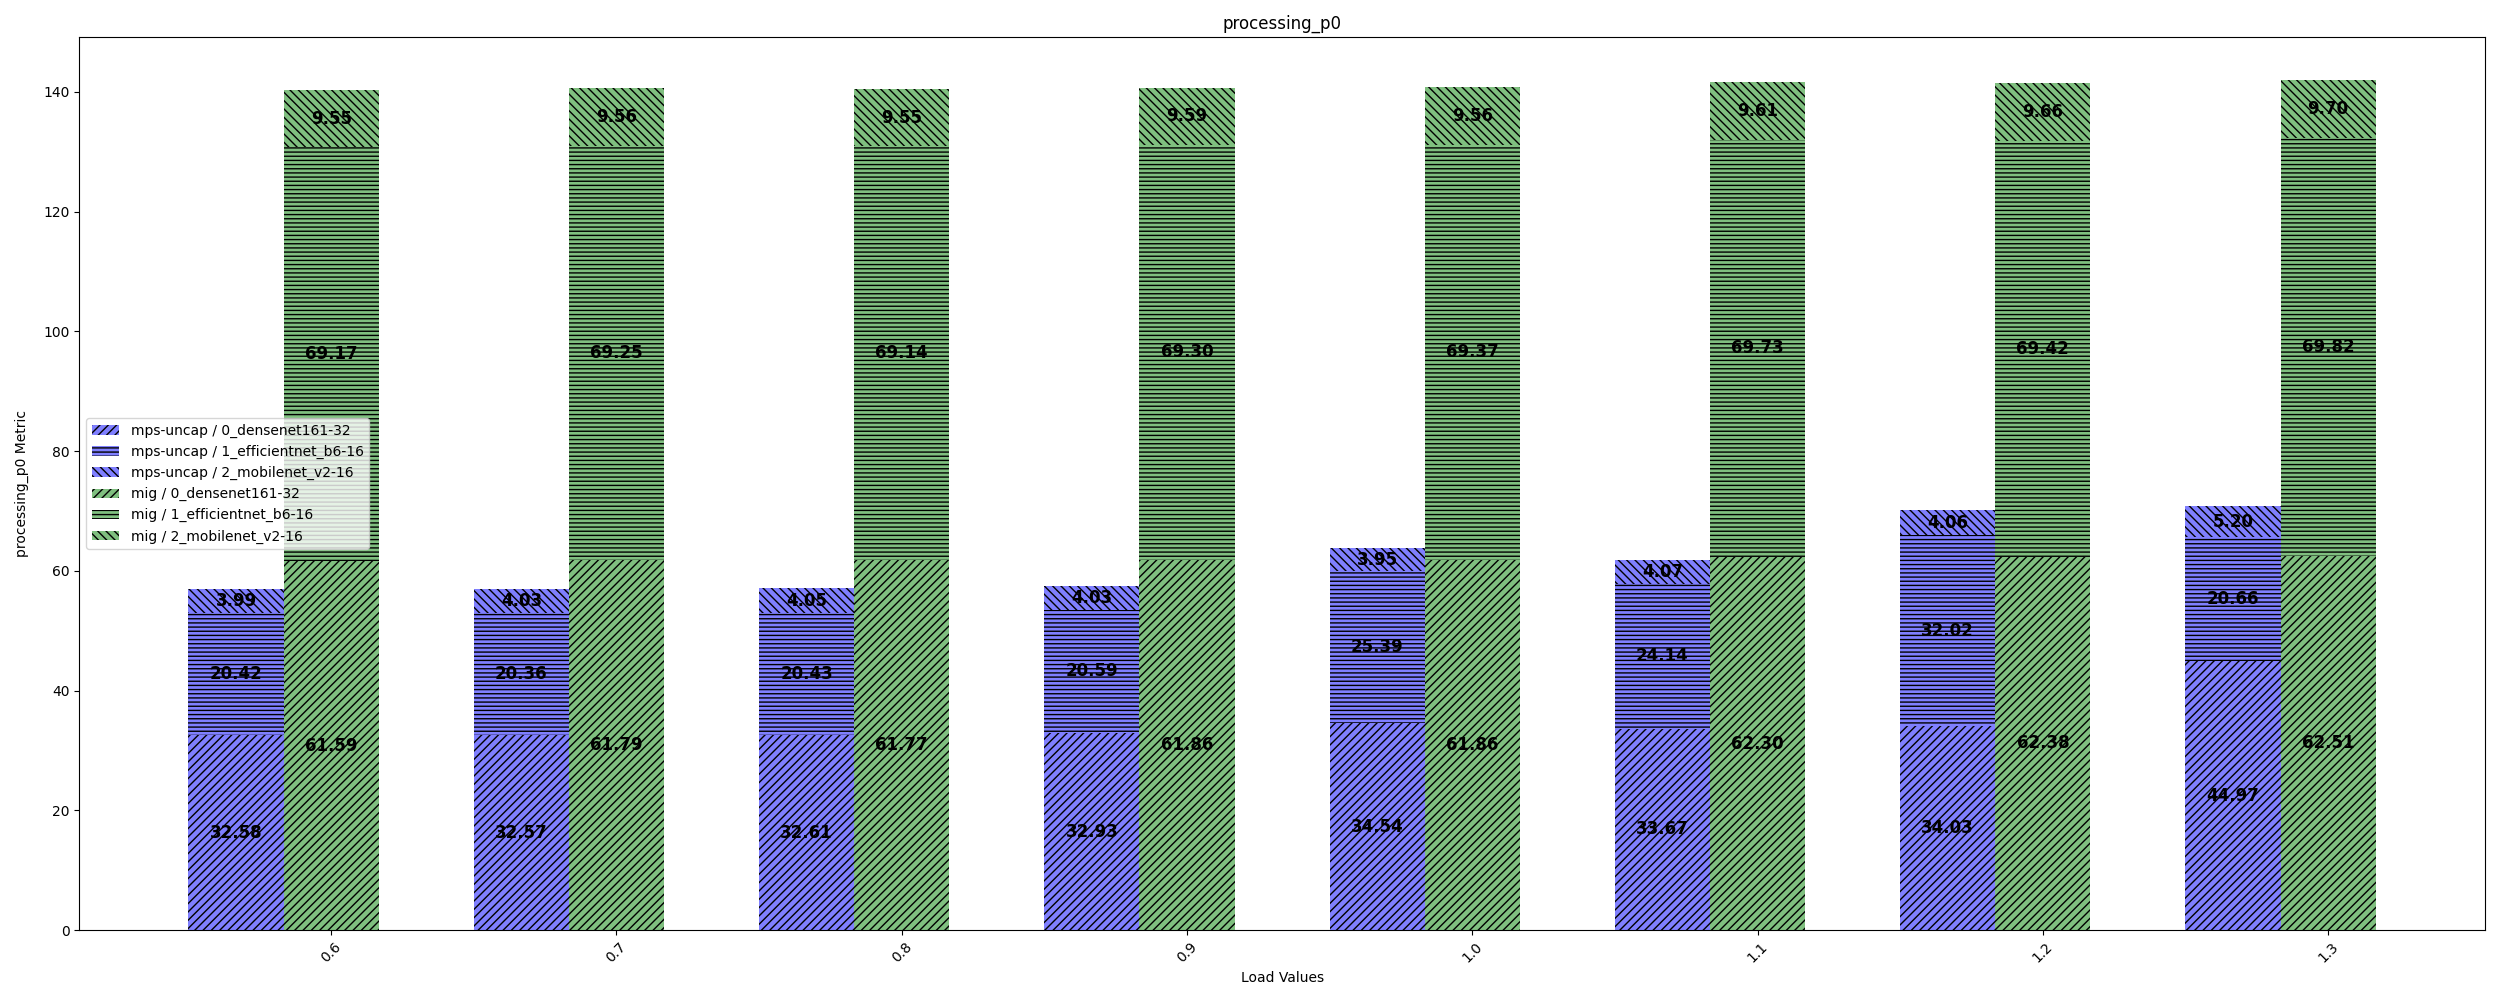 processing_p0
processing_p0 Metric
140
120
100
80
60
40
20
0
mps-uncap / 0_densenet161-32
mps-uncap / 1_efficientnet_b6-16
mps-uncap / 2_mobilenet_v2-16
mig / 0_densenet161-32
mig / 1_efficientnet_b6-16
mig / 2_mobilenet_v2-16
9.55 9.56 9.55 9.59 9.56 9.61 9.66 9.70
69.17 69.25 69.14 69.30 69.37 69.73 69.42 69.82
3.99 4.03 4.05 4.03 3.95 4.07 4.06 5.20
20.42 20.36 20.43 20.59 25.39 24.14 32.02 20.66
61.59 61.79 61.77 61.86 61.86 62.30 62.38 62.51
32.58 32.57 32.61 32.93 34.54 33.67 34.03 44.97
0.6 0.7 0.8 0.9 1.0 1.1 1.2 1.3
Load Values